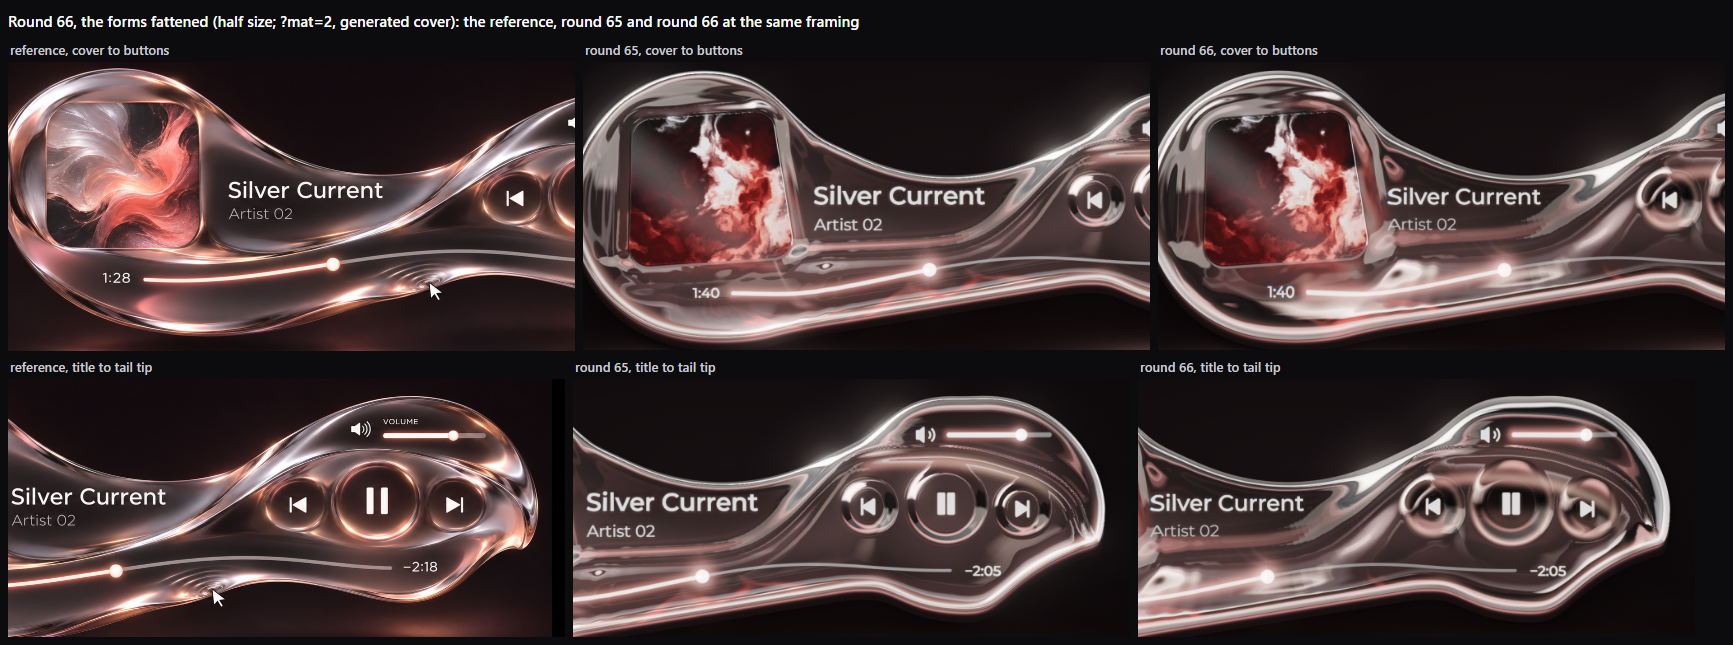 Round 66, the forms fattened (half size; ?mat=2, generated cover): the reference, round 65 and round 66 at the same framing
reference, cover to buttons
round 65, cover to buttons
round 66, cover to buttons
Silver Current
Artist 02
1:28
Silver Current
Artist 02
1:40
Silver Current
Artist 02
1:40
reference, title to tail tip
round 65, title to tail tip
round 66, title to tail tip
VOLUME
Silver Current
Artist 02
−2:18
Silver Current
Artist 02
−2:05
Silver Current
Artist 02
−2:05